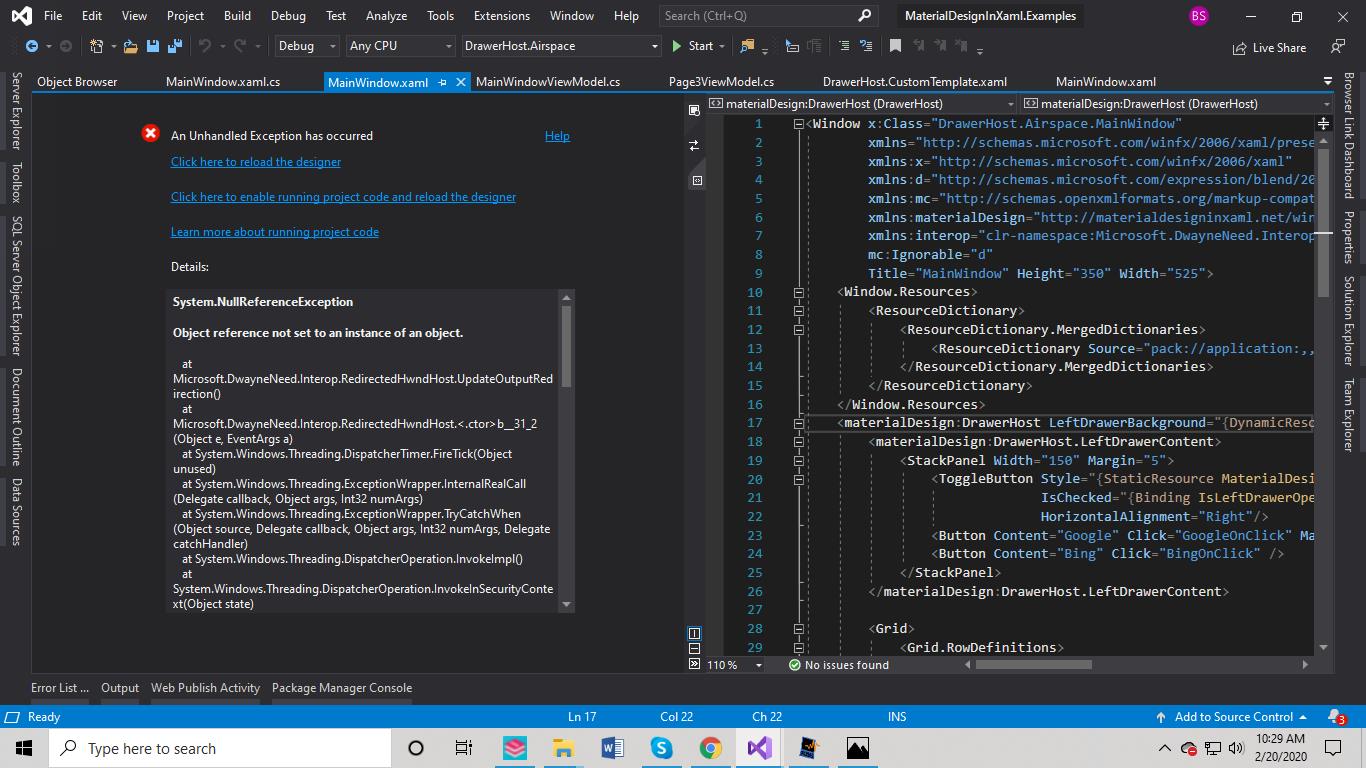 File Edit View Project Build Debug Test Analyze Tools Extensions Window Help Search (Ctrl+Q) MaterialDesignInXaml.Examples BS
Debug Any CPU DrawerHost.Airspace Start Live Share
Object Browser MainWindow.xaml.cs MainWindow.xaml MainWindowViewModel.cs Page3ViewModel.cs DrawerHost.CustomTemplate.xaml MainWindow.xaml
Server Explorer
Toolbox
SQL Server Object Explorer
Document Outline
Data Sources
An Unhandled Exception has occurred Help
Click here to reload the designer
Click here to enable running project code and reload the designer
Learn more about running project code
Details:
System.NullReferenceException
Object reference not set to an instance of an object.
at
Microsoft.DwayneNeed.Interop.RedirectedHwndHost.UpdateOutputRed
irection()
at
Microsoft.DwayneNeed.Interop.RedirectedHwndHost.<.ctor>b__31_2
(Object e, EventArgs a)
at System.Windows.Threading.DispatcherTimer.FireTick(Object
unused)
at System.Windows.Threading.ExceptionWrapper.InternalRealCall
(Delegate callback, Object args, Int32 numArgs)
at System.Windows.Threading.ExceptionWrapper.TryCatchWhen
(Object source, Delegate callback, Object args, Int32 numArgs, Delegate
catchHandler)
at System.Windows.Threading.DispatcherOperation.InvokeImpl()
at
System.Windows.Threading.DispatcherOperation.InvokeInSecurityConte
xt(Object state)
materialDesign:DrawerHost (DrawerHost) materialDesign:DrawerHost (DrawerHost)
1 <Window x:Class="DrawerHost.Airspace.MainWindow"
2 xmlns="http://schemas.microsoft.com/winfx/2006/xaml/prese
3 xmlns:x="http://schemas.microsoft.com/winfx/2006/xaml"
4 xmlns:d="http://schemas.microsoft.com/expression/blend/20
5 xmlns:mc="http://schemas.openxmlformats.org/markup-compat
6 xmlns:materialDesign="http://materialdesigninxaml.net/win
7 xmlns:interop="clr-namespace:Microsoft.DwayneNeed.Interop
8 mc:Ignorable="d"
9 Title="MainWindow" Height="350" Width="525">
10 <Window.Resources>
11 <ResourceDictionary>
12 <ResourceDictionary.MergedDictionaries>
13 <ResourceDictionary Source="pack://application:,,
14 </ResourceDictionary.MergedDictionaries>
15 </ResourceDictionary>
16 </Window.Resources>
17 <materialDesign:DrawerHost LeftDrawerBackground="{DynamicReso
18 <materialDesign:DrawerHost.LeftDrawerContent>
19 <StackPanel Width="150" Margin="5">
20 <ToggleButton Style="{StaticResource MaterialDesi
21 IsChecked="{Binding IsLeftDrawerOpe
22 HorizontalAlignment="Right"/>
23 <Button Content="Google" Click="GoogleOnClick" Ma
24 <Button Content="Bing" Click="BingOnClick" />
25 </StackPanel>
26 </materialDesign:DrawerHost.LeftDrawerContent>
27
28 <Grid>
29 <Grid.RowDefinitions>
110 % No issues found
Browser Link Dashboard
Properties
Solution Explorer
Team Explorer
Error List ... Output Web Publish Activity Package Manager Console
Ready Ln 17 Col 22 Ch 22 INS Add to Source Control 3
Type here to search
10:29 AM
2/20/2020